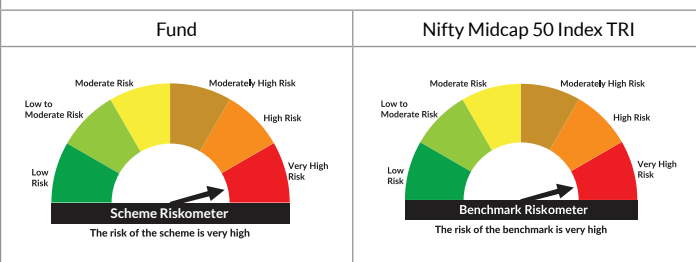 Fund
Nifty Midcap 50 Index TRI
Moderate Risk
Moderately High Risk
Low to
Moderate Risk
High Risk
Low
Risk
Very High
Risk
Scheme Riskometer
The risk of the scheme is very high
Moderate Risk
Moderately High Risk
Low to
Moderate Risk
High Risk
Low
Risk
Very High
Risk
Benchmark Riskometer
The risk of the benchmark is very high